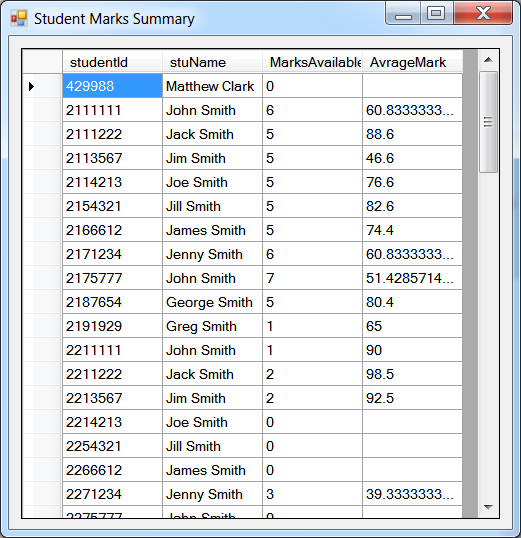 Student Marks Summary
studentId stuName MarksAvailable AvrageMark
429988 Matthew Clark 0
2111111 John Smith 6 60.8333333...
2111222 Jack Smith 5 88.6
2113567 Jim Smith 5 46.6
2114213 Joe Smith 5 76.6
2154321 Jill Smith 5 82.6
2166612 James Smith 5 74.4
2171234 Jenny Smith 6 60.8333333...
2175777 John Smith 7 51.4285714...
2187654 George Smith 5 80.4
2191929 Greg Smith 1 65
2211111 John Smith 1 90
2211222 Jack Smith 2 98.5
2213567 Jim Smith 2 92.5
2214213 Joe Smith 0
2254321 Jill Smith 0
2266612 James Smith 0
2271234 Jenny Smith 3 39.3333333...
2275777 John Smith 0